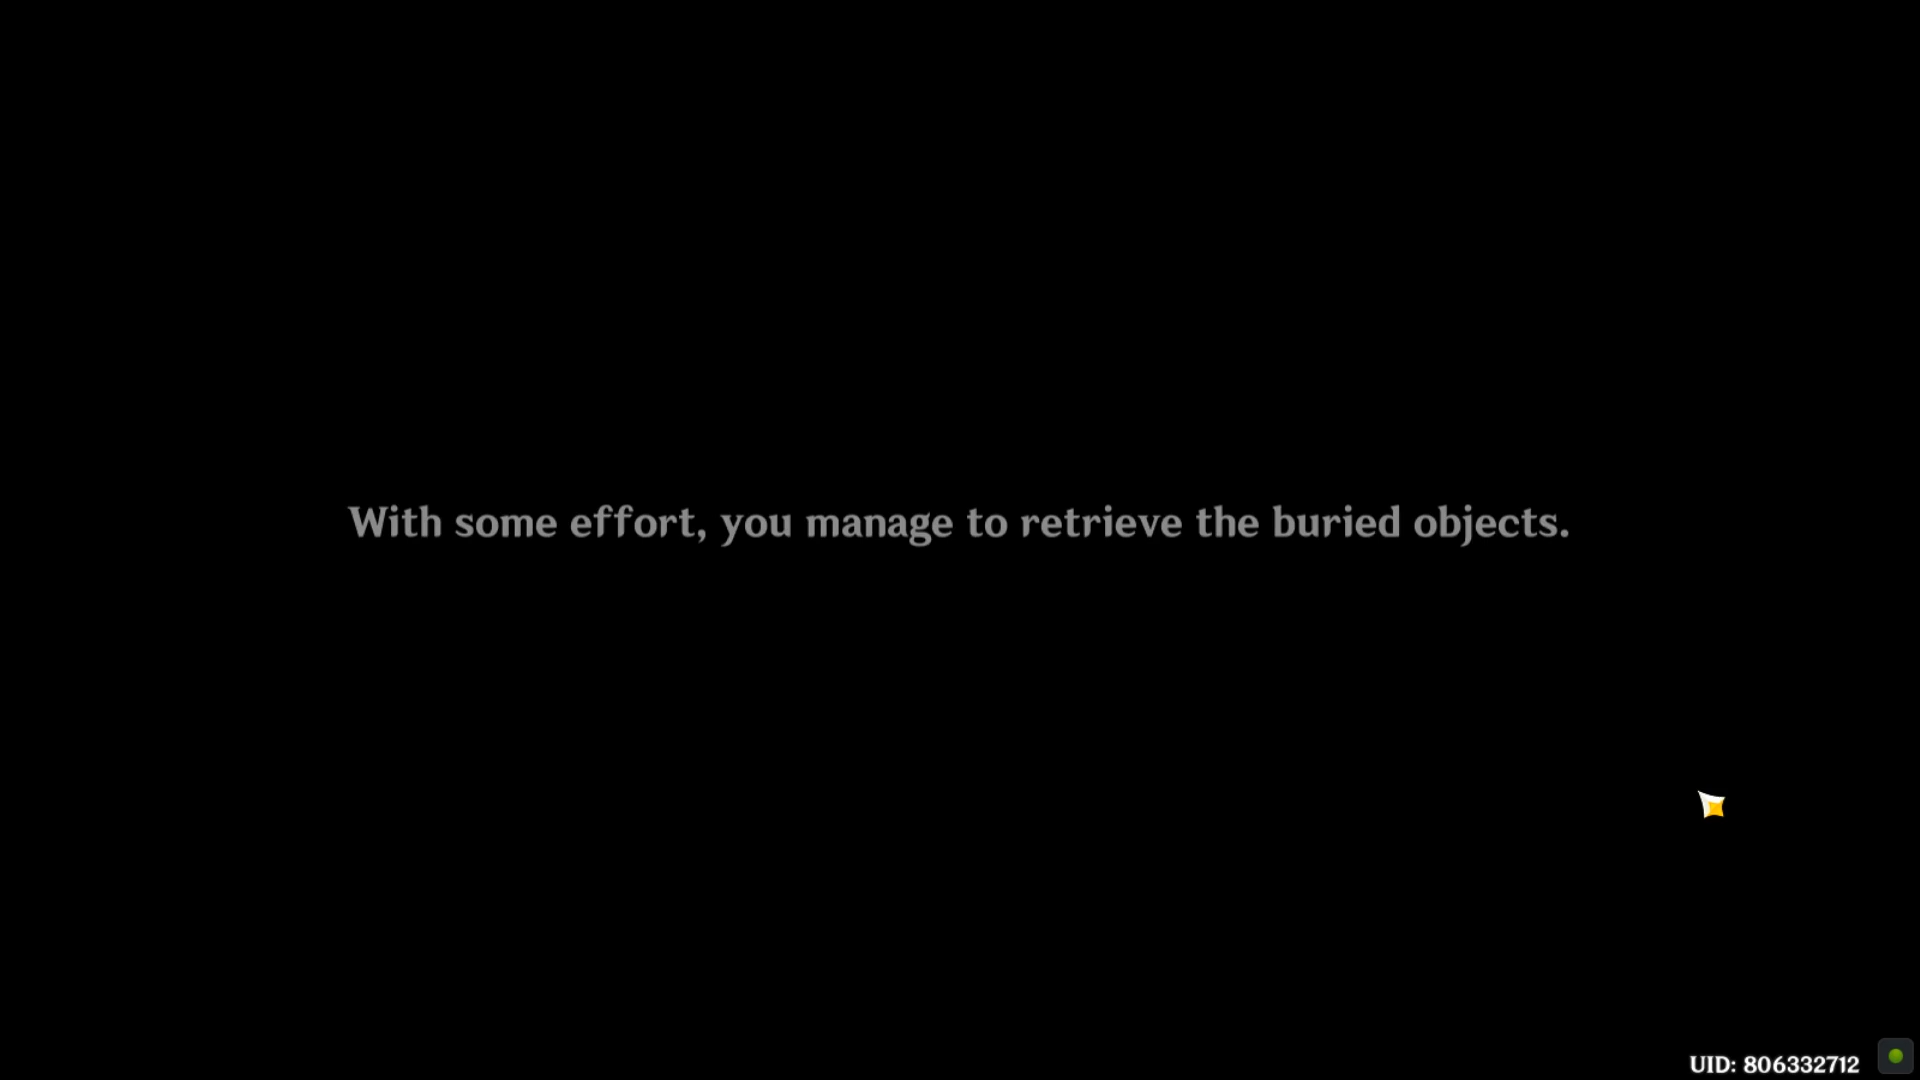 With some effort, you manage to retrieve the buried objects.
UID: 806332712